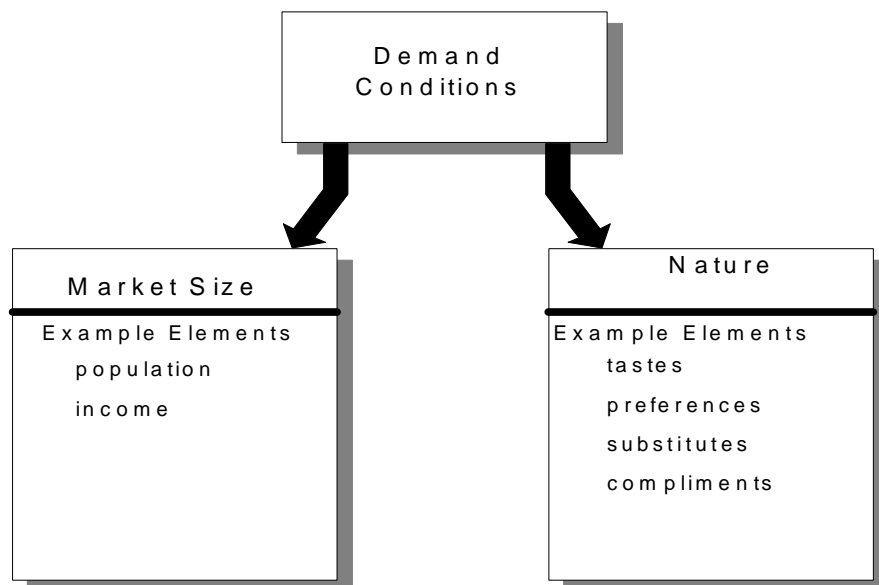 Demand
Conditions
Market Size
Example Elements
population
income
Nature
Example Elements
tastes
preferences
substitutes
compliments